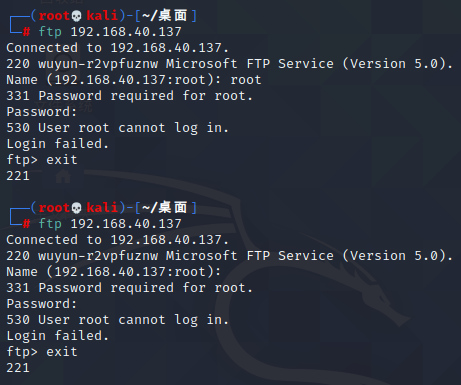 ┌──(root💀kali)-[~/桌面]
└─# ftp 192.168.40.137
Connected to 192.168.40.137.
220 wuyun-r2vpfuznw Microsoft FTP Service (Version 5.0).
Name (192.168.40.137:root): root
331 Password required for root.
Password:
530 User root cannot log in.
Login failed.
ftp> exit
221
┌──(root💀kali)-[~/桌面]
└─# ftp 192.168.40.137
Connected to 192.168.40.137.
220 wuyun-r2vpfuznw Microsoft FTP Service (Version 5.0).
Name (192.168.40.137:root):
331 Password required for root.
Password:
530 User root cannot log in.
Login failed.
ftp> exit
221